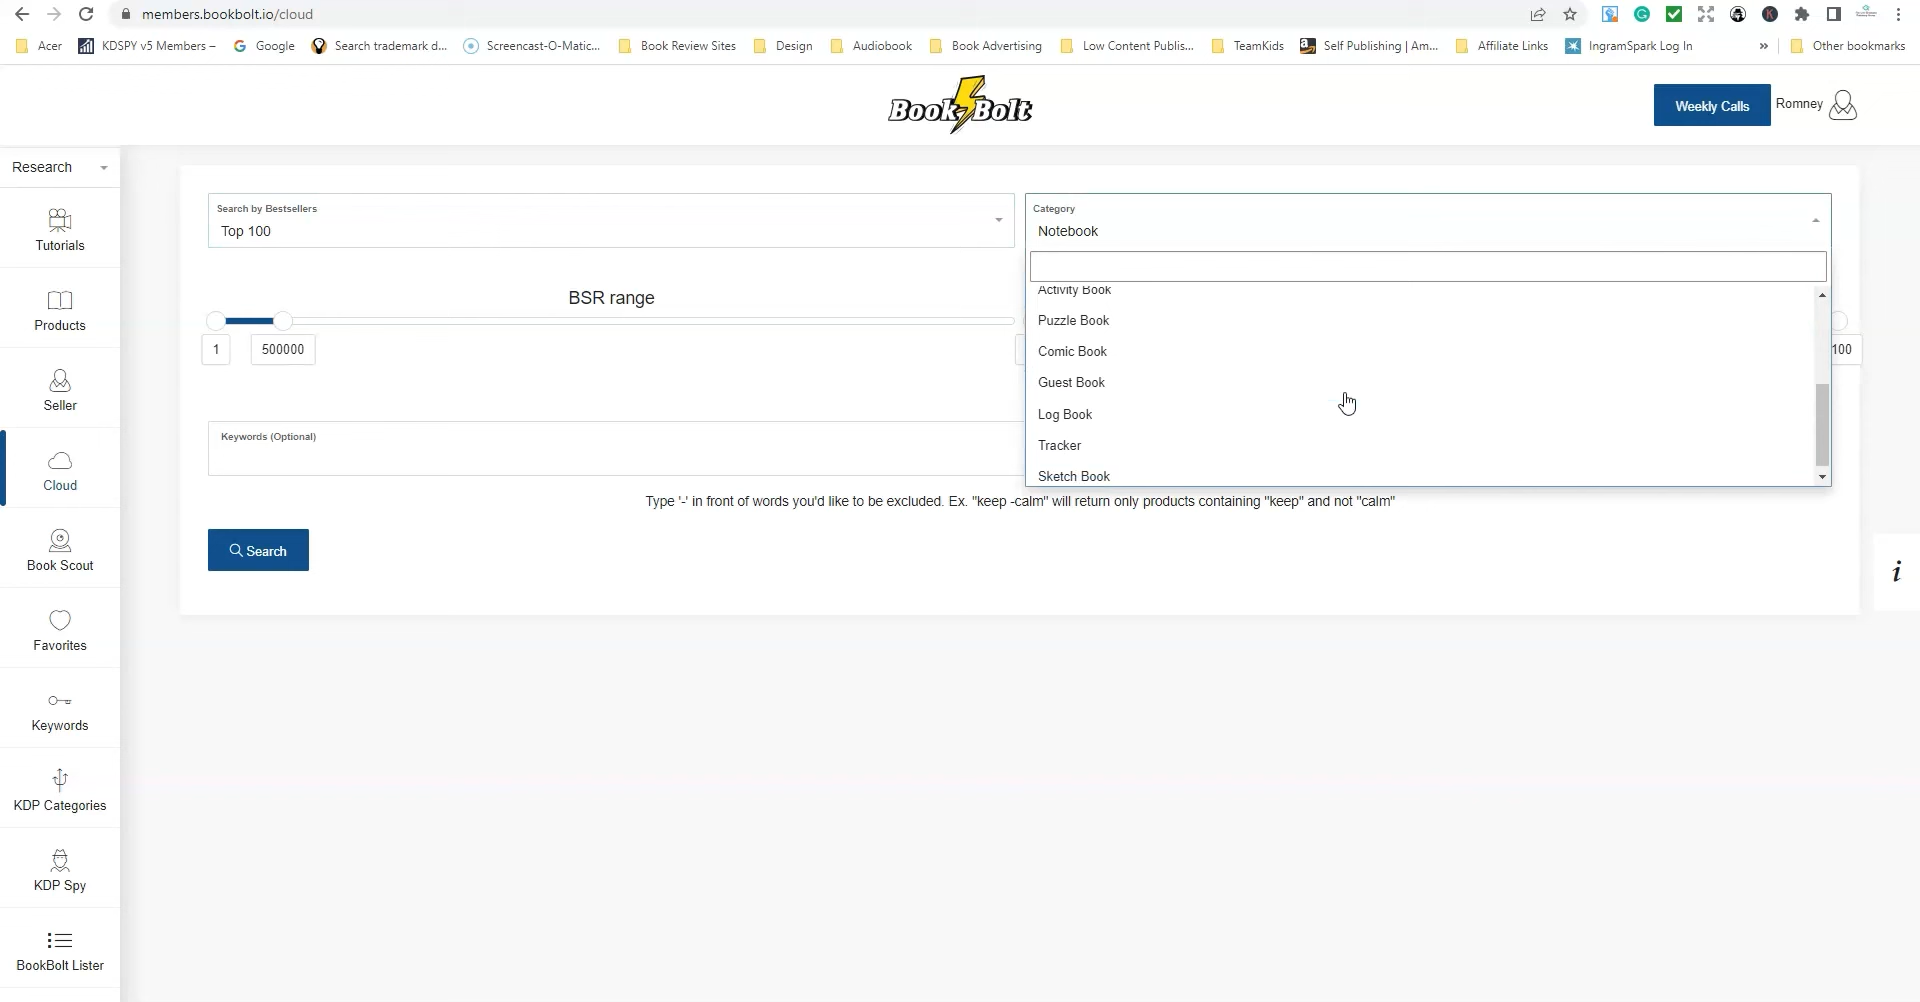 members.bookbolt.io/cloud
Acer KDSPY v5 Members – Google Search trademark d... Screencast-O-Matic... Book Review Sites Design Audiobook Book Advertising Low Content Publis... TeamKids Self Publishing | Am... Affiliate Links IngramSpark Log In » Other bookmarks
Book Bolt
Weekly Calls Romney
Research
Tutorials
Products
Seller
Cloud
Book Scout
Favorites
Keywords
KDP Categories
KDP Spy
BookBolt Lister
Search by Bestsellers
Top 100
Category
Notebook
BSR range
1 500000
100
Activity Book
Puzzle Book
Comic Book
Guest Book
Log Book
Tracker
Sketch Book
Keywords (Optional)
Type '-' in front of words you'd like to be excluded. Ex. "keep -calm" will return only products containing "keep" and not "calm"
Search
i